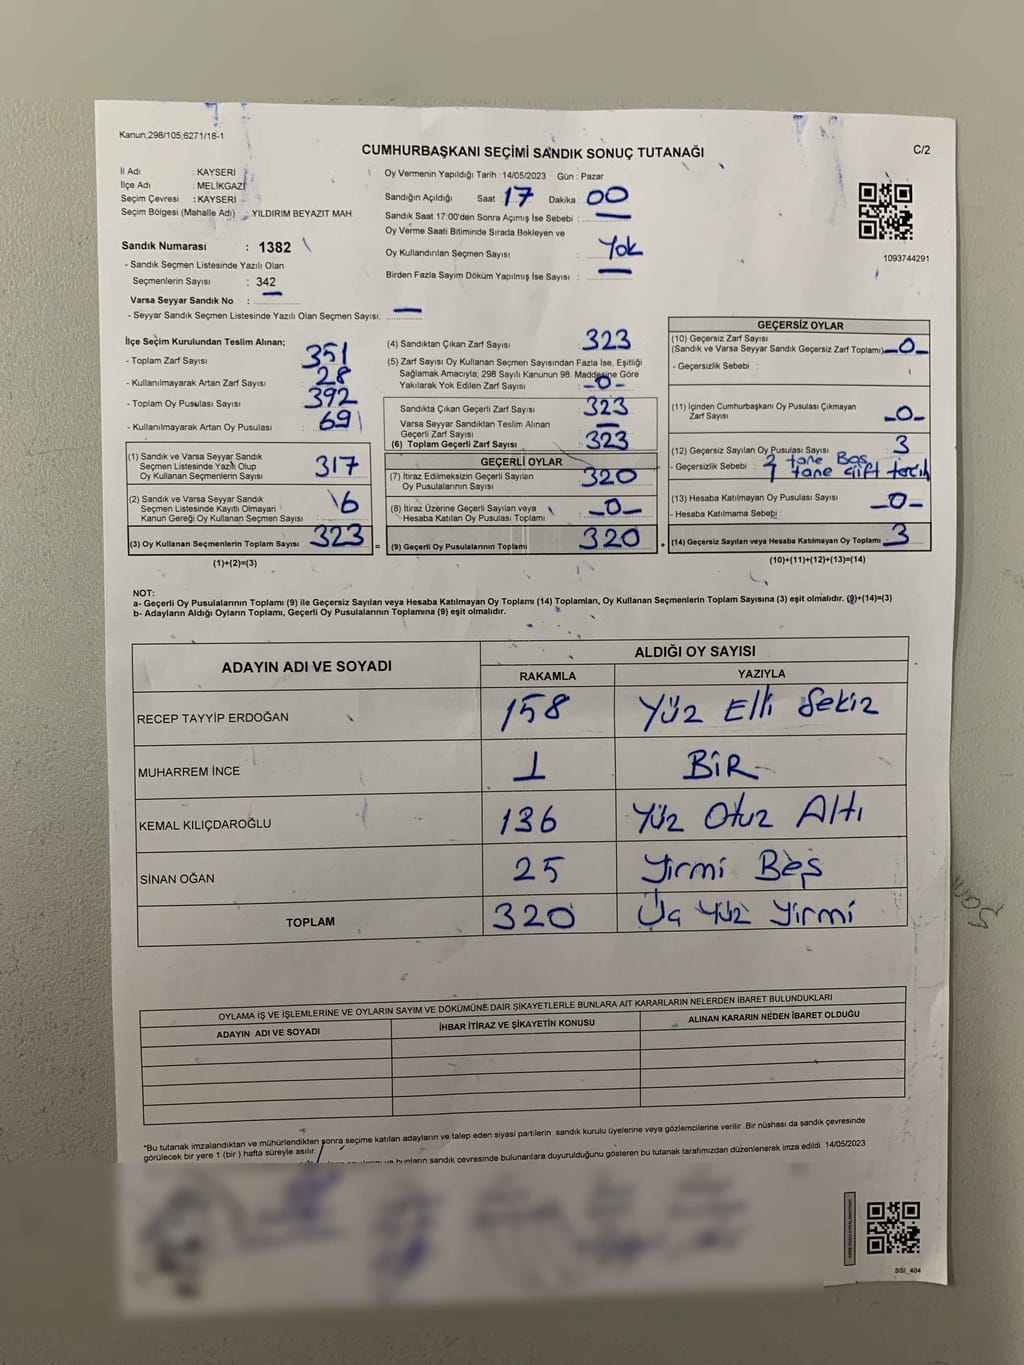 Kanun;298/105;6271/18-1
CUMHURBAŞKANI SEÇİMİ SANDIK SONUÇ TUTANAĞI
C/2
İl Adı : KAYSERİ
İlçe Adı : MELİKGAZİ
Seçim Çevresi : KAYSERİ
Seçim Bölgesi (Mahalle Adı) : YILDIRIM BEYAZIT MAH.
Sandık Numarası : 1382
- Sandık Seçmen Listesinde Yazılı Olan
Seçmenlerin Sayısı : 342
Varsa Seyyar Sandık No : —
- Seyyar Sandık Seçmen Listesinde Yazılı Olan Seçmen Sayısı: —
Oy Vermenin Yapıldığı Tarih : 14/05/2023 Gün : Pazar
Sandığın Açıldığı Saat : 17 Dakika : 00
Sandık Saat 17:00'den Sonra Açımış İse Sebebi : —
Oy Verme Saati Bitiminde Sırada Bekleyen ve
Oy Kullandırılan Seçmen Sayısı : Yok
Birden Fazla Sayım Döküm Yapılmış İse Sayısı : —
1093744291
İlçe Seçim Kurulundan Teslim Alınan;
- Toplam Zarf Sayısı : 351
- Kullanılmayarak Artan Zarf Sayısı : 28
- Toplam Oy Pusulası Sayısı : 392
- Kullanılmayarak Artan Oy Pusulası : 69
(1) Sandık ve Varsa Seyyar Sandık
Seçmen Listesinde Yazılı Olup
Oy Kullanan Seçmenlerin Sayısı : 317
(2) Sandık ve Varsa Seyyar Sandık
Seçmen Listesinde Kayıtlı Olmayan
Kanun Gereği Oy Kullanan Seçmen Sayısı : 6
(3) Oy Kullanan Seçmenlerin Toplam Sayısı : 323
(1)+(2)=(3)
(4) Sandıktan Çıkan Zarf Sayısı : 323
(5) Zarf Sayısı Oy Kullanan Seçmen Sayısından Fazla İse, Eşitliği
Sağlamak Amacıyla; 298 Sayılı Kanunun 98. Maddesine Göre
Yakılarak Yok Edilen Zarf Sayısı : -0-
Sandıkta Çıkan Geçerli Zarf Sayısı : 323
Varsa Seyyar Sandıktan Teslim Alınan
Geçerli Zarf Sayısı : —
(6) Toplam Geçerli Zarf Sayısı : 323
GEÇERLİ OYLAR
(7) İtiraz Edilmeksizin Geçerli Sayılan
Oy Pusulalarının Sayısı : 320
(8) İtiraz Üzerine Geçerli Sayılan veya
Hesaba Katılan Oy Pusulası Toplamı : -0-
= (9) Geçerli Oy Pusulalarının Toplamı : 320
GEÇERSİZ OYLAR
(10) Geçersiz Zarf Sayısı
(Sandık ve Varsa Seyyar Sandık Geçersiz Zarf Toplamı) -0-
- Geçersizlik Sebebi :
(11) İçinden Cumhurbaşkanı Oy Pusulası Çıkmayan
Zarf Sayısı -0-
(12) Geçersiz Sayılan Oy Pusulası Sayısı 3
- Geçersizlik Sebebi : 2 tane Boş
1 tane Çift tercih
(13) Hesaba Katılmayan Oy Pusulası Sayısı -0-
- Hesaba Katılmama Sebebi :
+ (14) Geçersiz Sayılan veya Hesaba Katılmayan Oy Toplamı 3
(10)+(11)+(12)+(13)=(14)
NOT:
a- Geçerli Oy Pusulalarının Toplamı (9) ile Geçersiz Sayılan veya Hesaba Katılmayan Oy Toplamı (14) Toplamları, Oy Kullanan Seçmenlerin Toplam Sayısına (3) eşit olmalıdır. (9)+(14)=(3)
b- Adayların Aldığı Oyların Toplamı, Geçerli Oy Pusulalarının Toplamına (9) eşit olmalıdır.
ADAYIN ADI VE SOYADI
ALDIĞI OY SAYISI
RAKAMLA YAZIYLA
RECEP TAYYİP ERDOĞAN 158 Yüz Elli Sekiz
MUHARREM İNCE 1 BİR
KEMAL KILIÇDAROĞLU 136 Yüz Otuz Altı
SİNAN OĞAN 25 Yirmi Beş
TOPLAM 320 Üç Yüz Yirmi
OYLAMA İŞ VE İŞLEMLERİNE VE OYLARIN SAYIM VE DÖKÜMÜNE DAİR ŞİKAYETLERLE BUNLARA AİT KARARLARIN NELERDEN İBARET BULUNDUKLARI
ADAYIN ADI VE SOYADI İHBAR İTİRAZ VE ŞİKAYETİN KONUSU ALINAN KARARIN NEDEN İBARET OLDUĞU
*Bu tutanak imzalandıktan ve mühürlendikten sonra seçime katılan adayların ve talep eden siyasi partilerin sandık kurulu üyelerine veya gözlemcilerine verilir .Bir nüshası da sandık çevresinde
görülecek bir yere 1 (bir ) hafta süreyle asılır.
ve bunların sandık çevresinde bulunanlara duyurulduğunu gösteren bu tutanak tarafımızdan düzenlenerek imza edildi. 14/05/2023
SSI_404